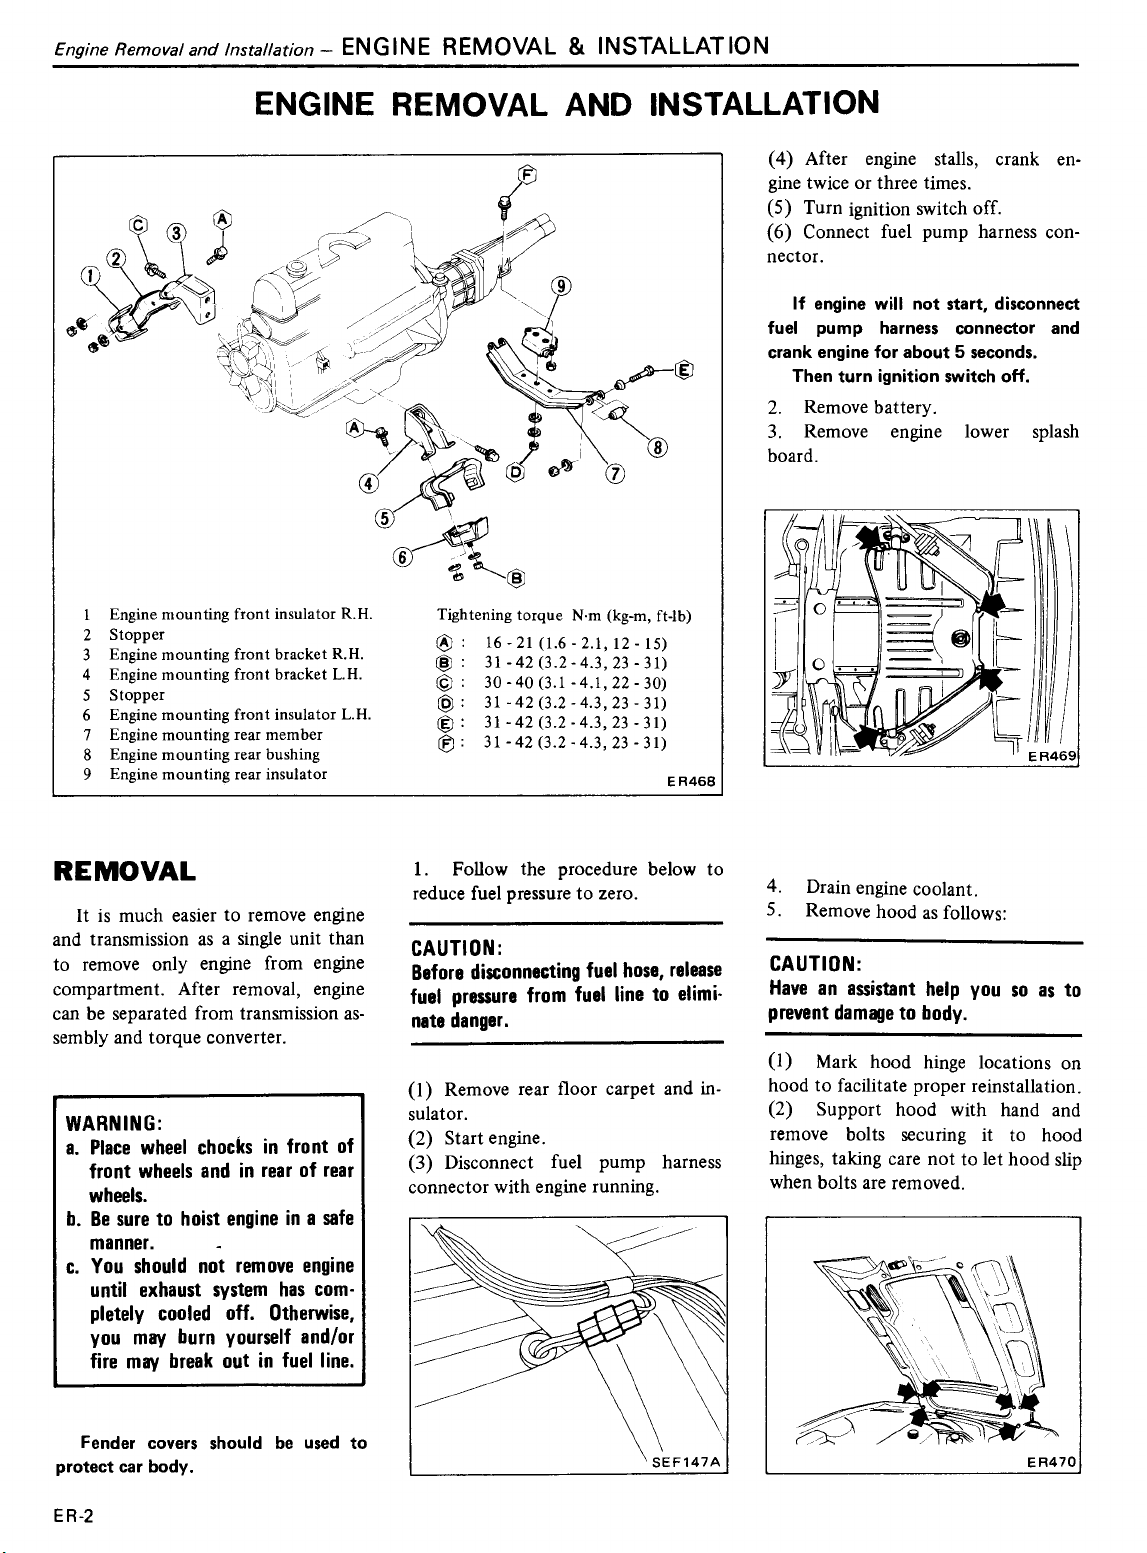 Engine Removal and Installation – ENGINE REMOVAL & INSTALLATION
ENGINE REMOVAL AND INSTALLATION
F
C
3
A
2
1
9
E
A
8
4
D
7
5
6
B
1 Engine mounting front insulator R.H.
2 Stopper
3 Engine mounting front bracket R.H.
4 Engine mounting front bracket L.H.
5 Stopper
6 Engine mounting front insulator L.H.
7 Engine mounting rear member
8 Engine mounting rear bushing
9 Engine mounting rear insulator
Tightening torque N·m (kg-m, ft-lb)
A : 16 - 21 (1.6 - 2.1, 12 - 15)
B : 31 - 42 (3.2 - 4.3, 23 - 31)
C : 30 - 40 (3.1 - 4.1, 22 - 30)
D : 31 - 42 (3.2 - 4.3, 23 - 31)
E : 31 - 42 (3.2 - 4.3, 23 - 31)
F : 31 - 42 (3.2 - 4.3, 23 - 31)
ER468
REMOVAL
It is much easier to remove engine
and transmission as a single unit than
to remove only engine from engine
compartment. After removal, engine
can be separated from transmission as-
sembly and torque converter.
WARNING:
a. Place wheel chocks in front of
front wheels and in rear of rear
wheels.
b. Be sure to hoist engine in a safe
manner.
c. You should not remove engine
until exhaust system has com-
pletely cooled off. Otherwise,
you may burn yourself and/or
fire may break out in fuel line.
Fender covers should be used to
protect car body.
1. Follow the procedure below to
reduce fuel pressure to zero.
CAUTION:
Before disconnecting fuel hose, release
fuel pressure from fuel line to elimi-
nate danger.
(1) Remove rear floor carpet and in-
sulator.
(2) Start engine.
(3) Disconnect fuel pump harness
connector with engine running.
SEF147A
(4) After engine stalls, crank en-
gine twice or three times.
(5) Turn ignition switch off.
(6) Connect fuel pump harness con-
nector.
If engine will not start, disconnect
fuel pump harness connector and
crank engine for about 5 seconds.
Then turn ignition switch off.
2. Remove battery.
3. Remove engine lower splash
board.
ER469
4. Drain engine coolant.
5. Remove hood as follows:
CAUTION:
Have an assistant help you so as to
prevent damage to body.
(1) Mark hood hinge locations on
hood to facilitate proper reinstallation.
(2) Support hood with hand and
remove bolts securing it to hood
hinges, taking care not to let hood slip
when bolts are removed.
ER470
ER-2